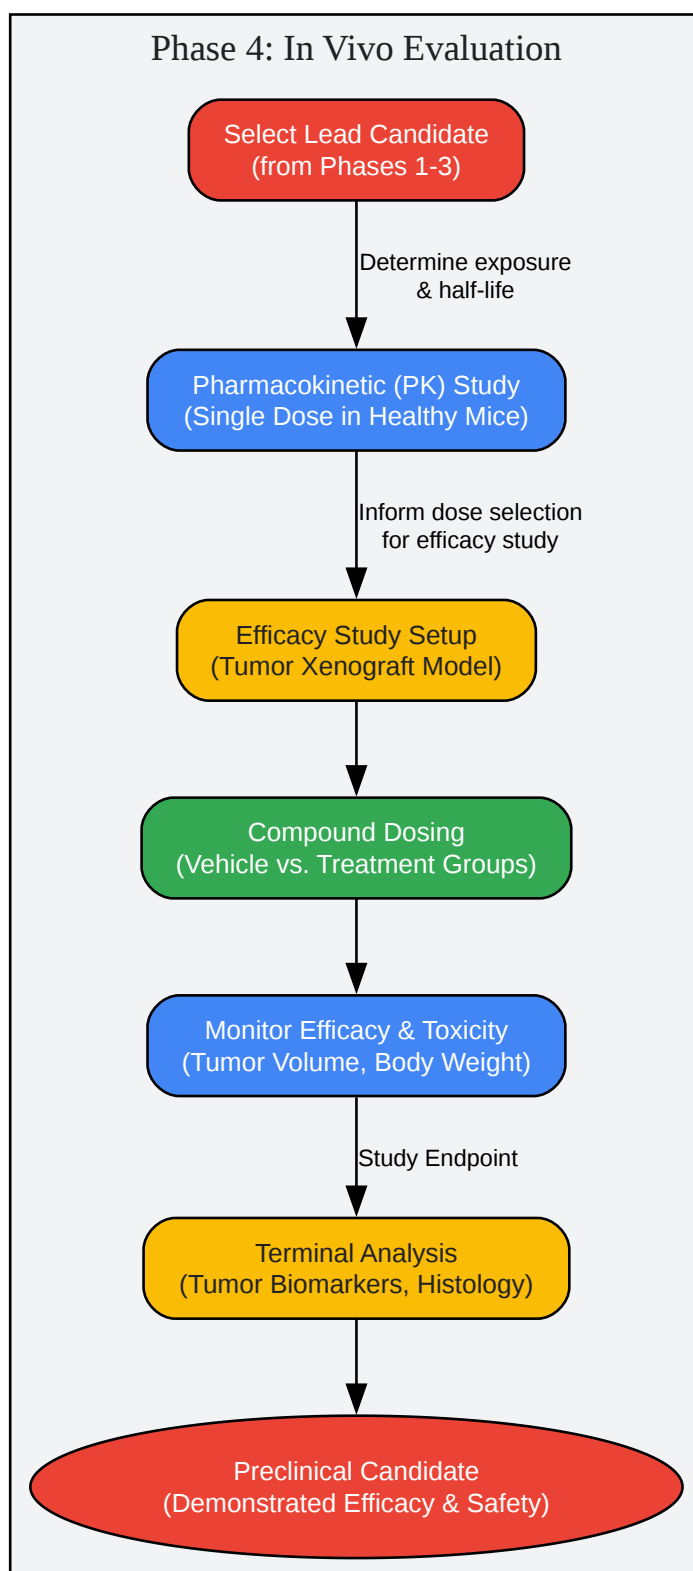 Phase 4: In Vivo Evaluation
Select Lead Candidate
(from Phases 1-3)
Determine exposure
& half-life
Pharmacokinetic (PK) Study
(Single Dose in Healthy Mice)
Inform dose selection
for efficacy study
Efficacy Study Setup
(Tumor Xenograft Model)
Compound Dosing
(Vehicle vs. Treatment Groups)
Monitor Efficacy & Toxicity
(Tumor Volume, Body Weight)
Study Endpoint
Terminal Analysis
(Tumor Biomarkers, Histology)
Preclinical Candidate
(Demonstrated Efficacy & Safety)